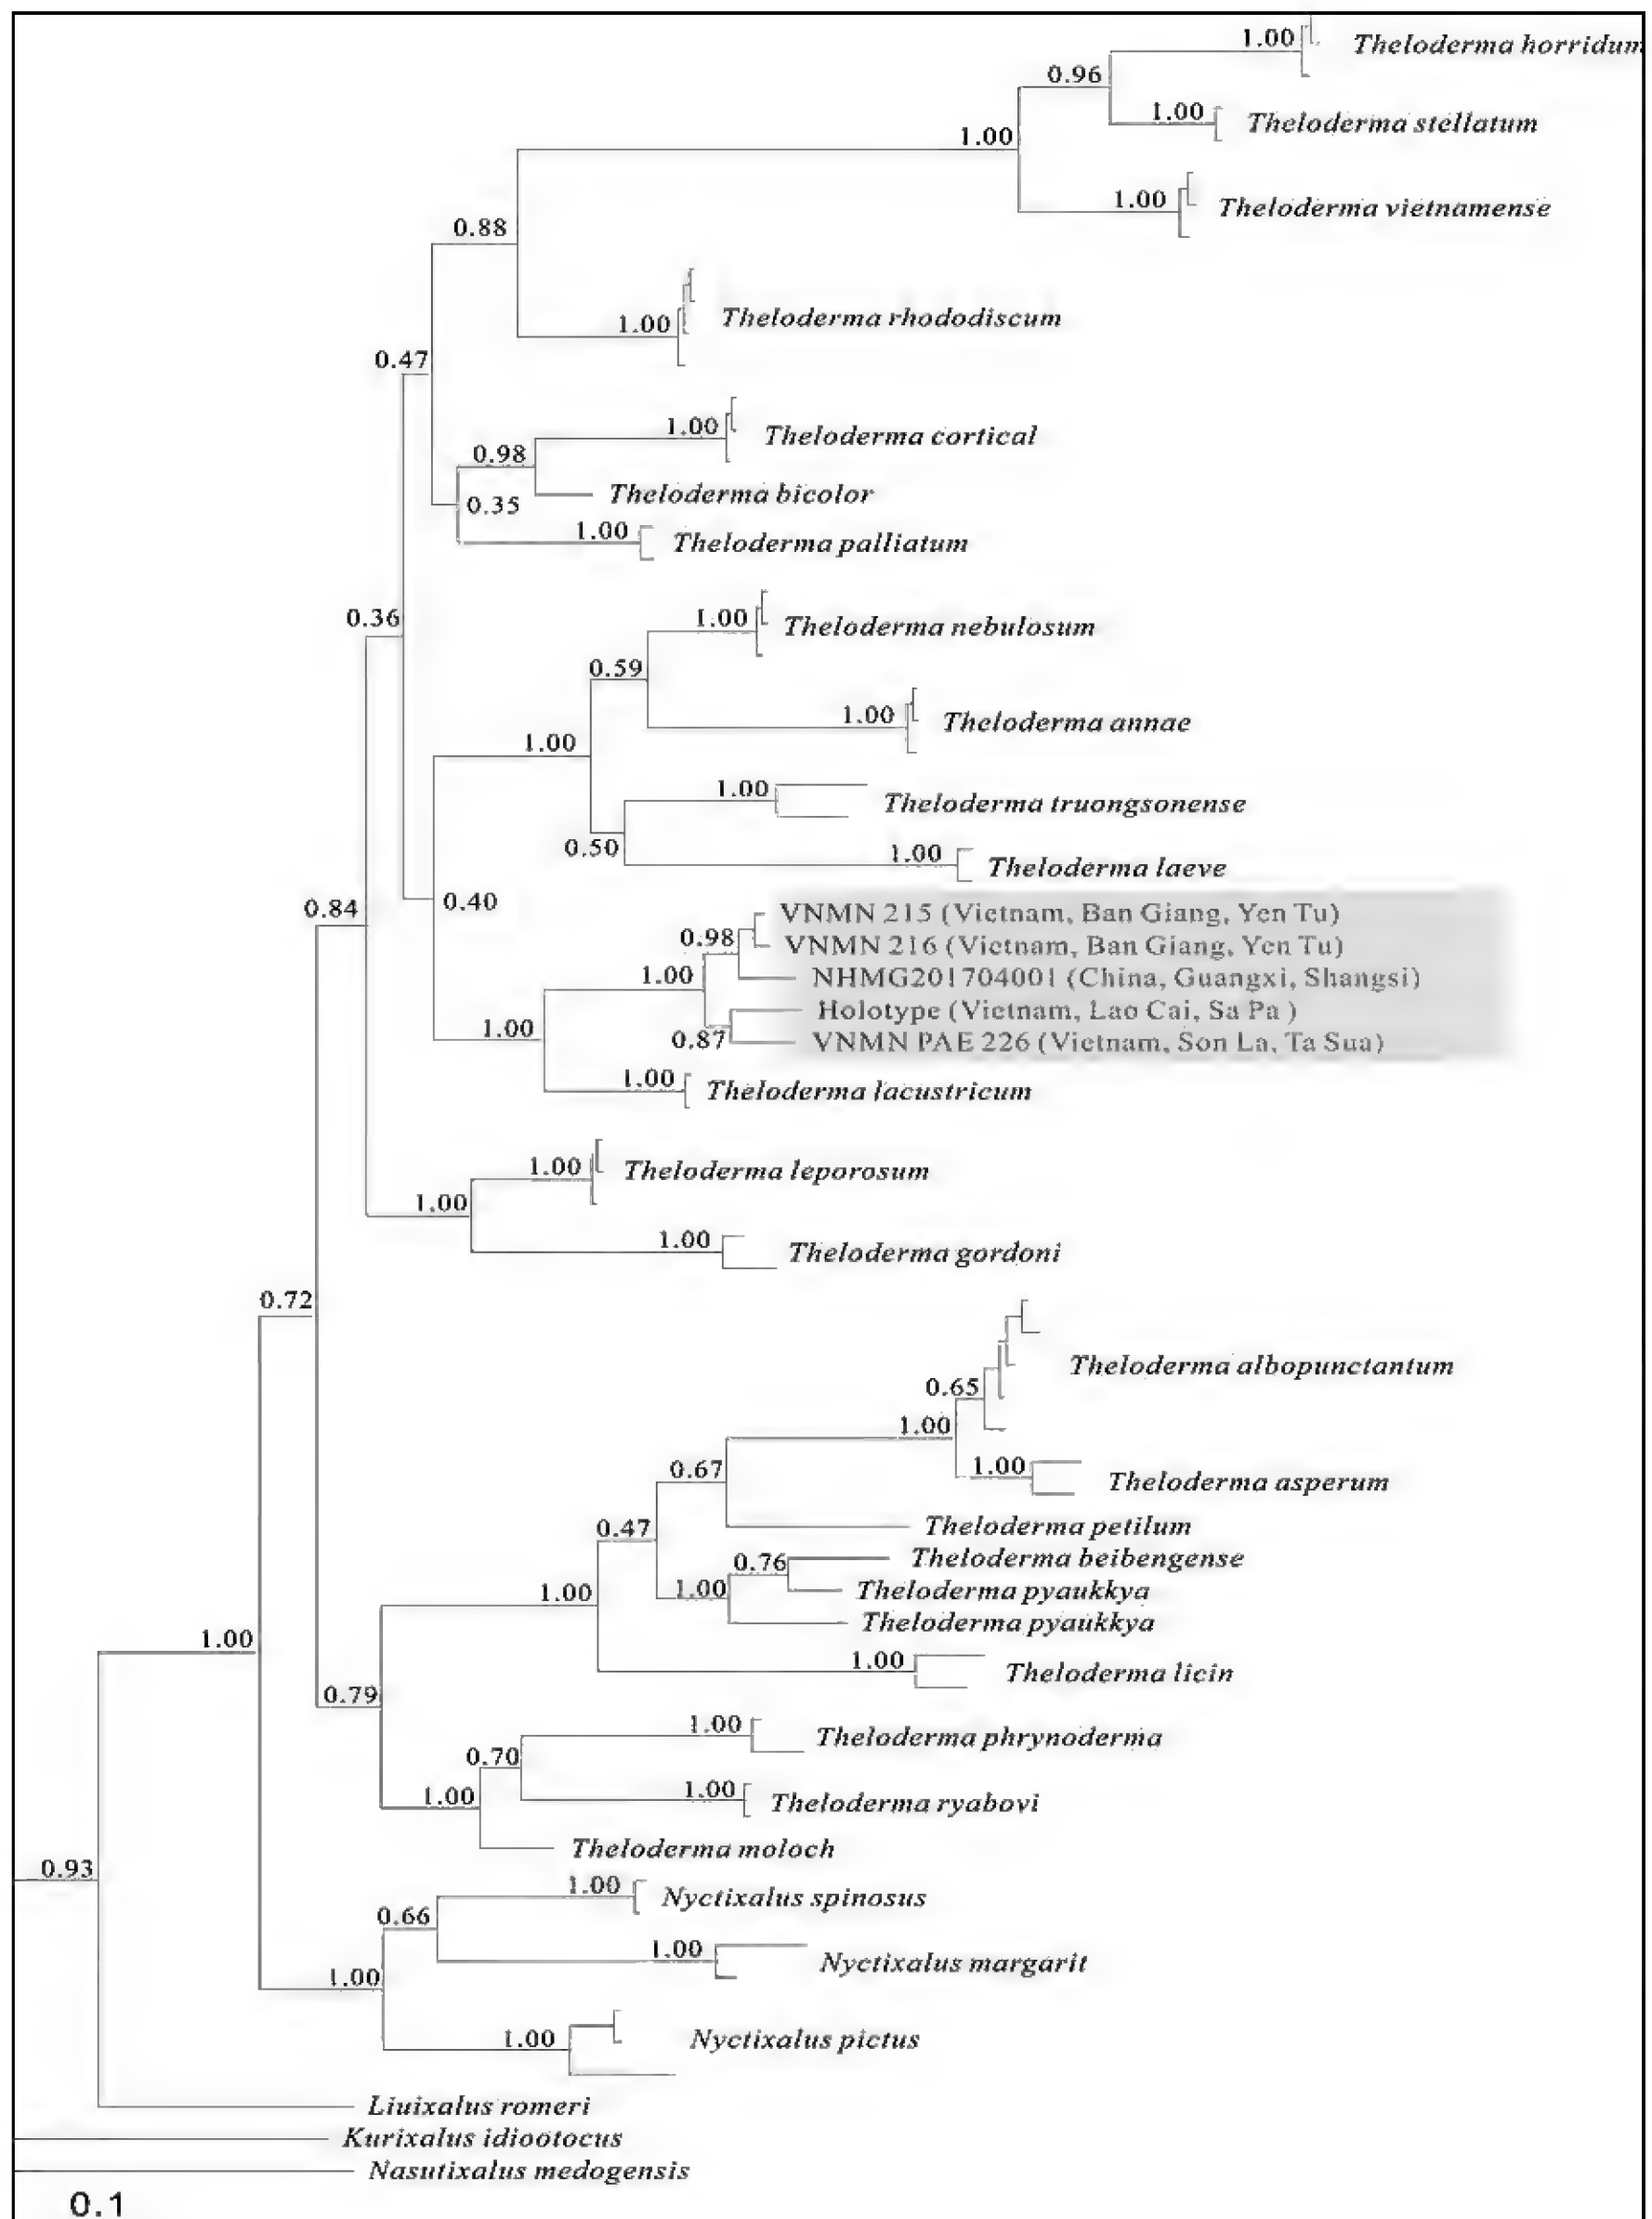 1.00
Theloderma horridum
0.96
1.00
Theloderma stellatum
1.00
1.00
Theloderma vietnamense
0.88
1.00
Theloderma rhododiscum
0.47
1.00
Theloderma cortical
0.98
Theloderma bicolor
0.35
1.00
Theloderma palliatum
0.36
1.00
Theloderma nebulosum
0.59
1.00
Theloderma annae
1.00
1.00
Theloderma truongsonense
0.50
1.00
Theloderma laeve
0.84
0.40
VNMN 215 (Vietnam, Ban Giang, Yen Tu)
0.98
VNMN 216 (Vietnam, Ban Giang, Yen Tu)
1.00
NHMG201704001 (China, Guangxi, Shangsi)
Holotype (Vietnam, Lao Cai, Sa Pa )
1.00
0.87
VNMN PAE 226 (Vietnam, Son La, Ta Sua)
1.00
Theloderma lacustricum
1.00
Theloderma leporosum
1.00
1.00
Theloderma gordoni
0.72
Theloderma albopunctantum
0.65
1.00
0.67
1.00
Theloderma asperum
0.47
Theloderma petilum
0.76
Theloderma beibengense
1.00
1.00
Theloderma pyaukkya
Theloderma pyaukkya
1.00
1.00
Theloderma licin
0.79
1.00
Theloderma phrynoderma
0.70
1.00
1.00
Theloderma ryabovi
Theloderma moloch
0.93
1.00
Nyctixalus spinosus
0.66
1.00
Nyctixalus margarit
1.00
1.00
Nyctixalus pictus
Liuixalus romeri
Kurixalus idiootocus
Nasutixalus medogensis
0.1